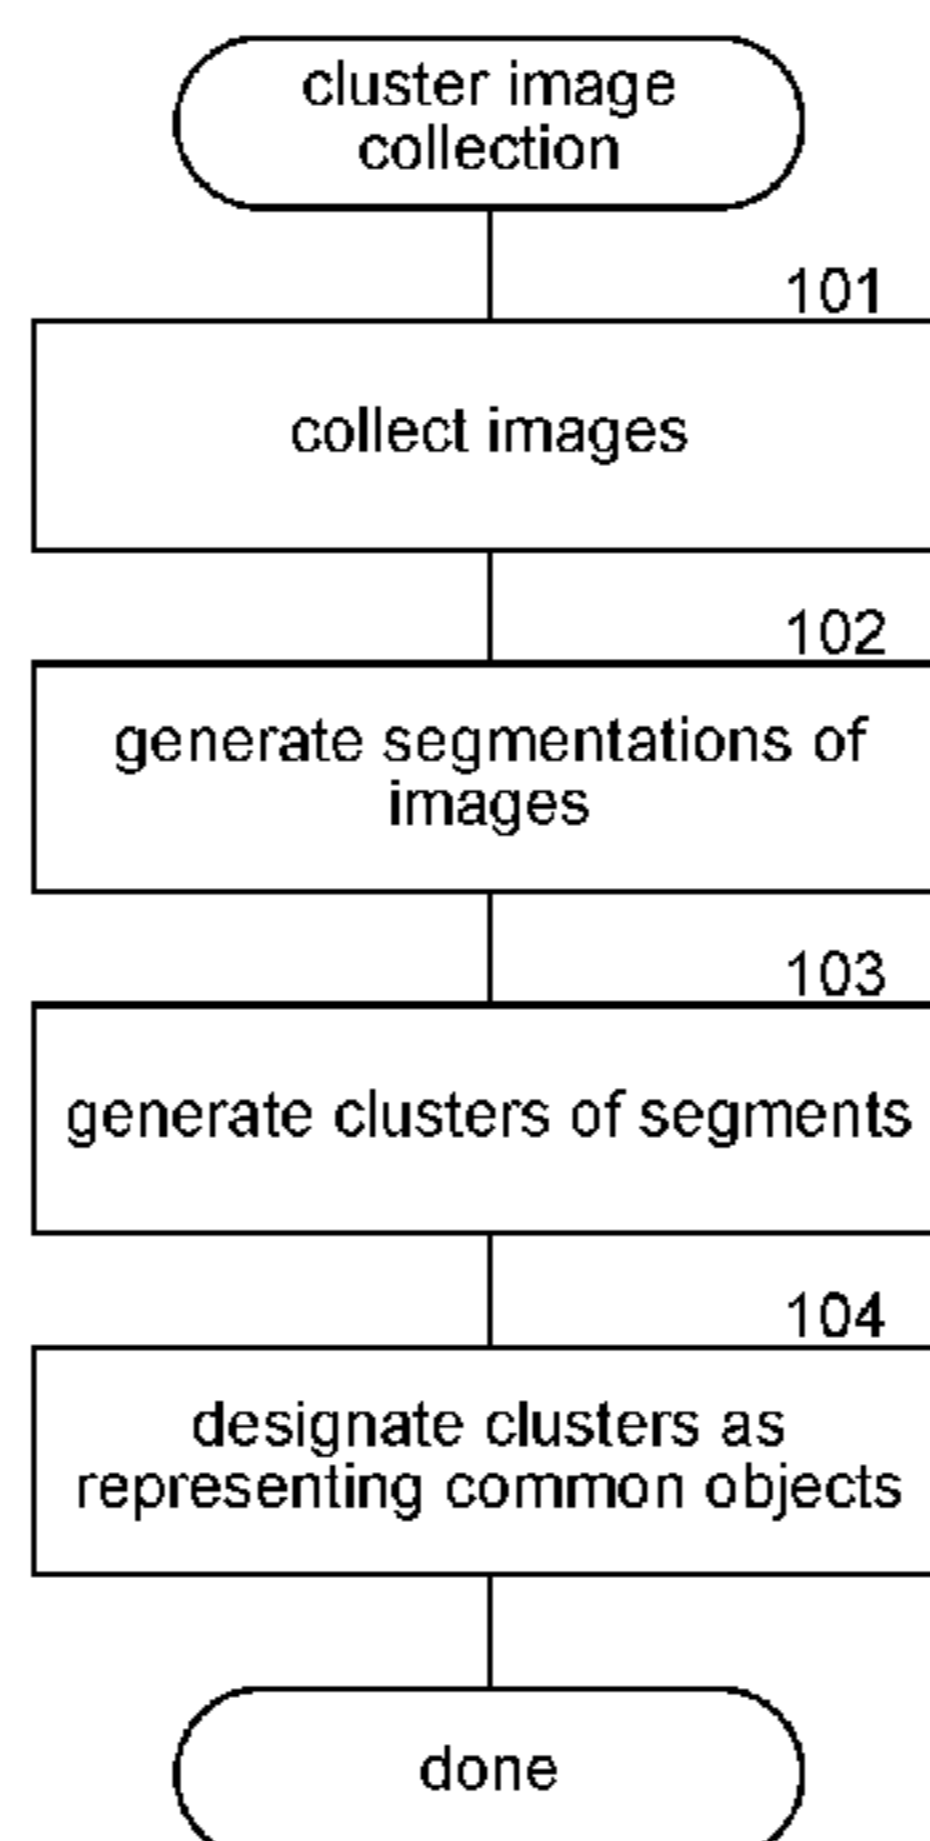 cluster image
collection
101
collect images
102
generate segmentations of
images
103
generate clusters of segments
104
designate clusters as
representing common objects
done